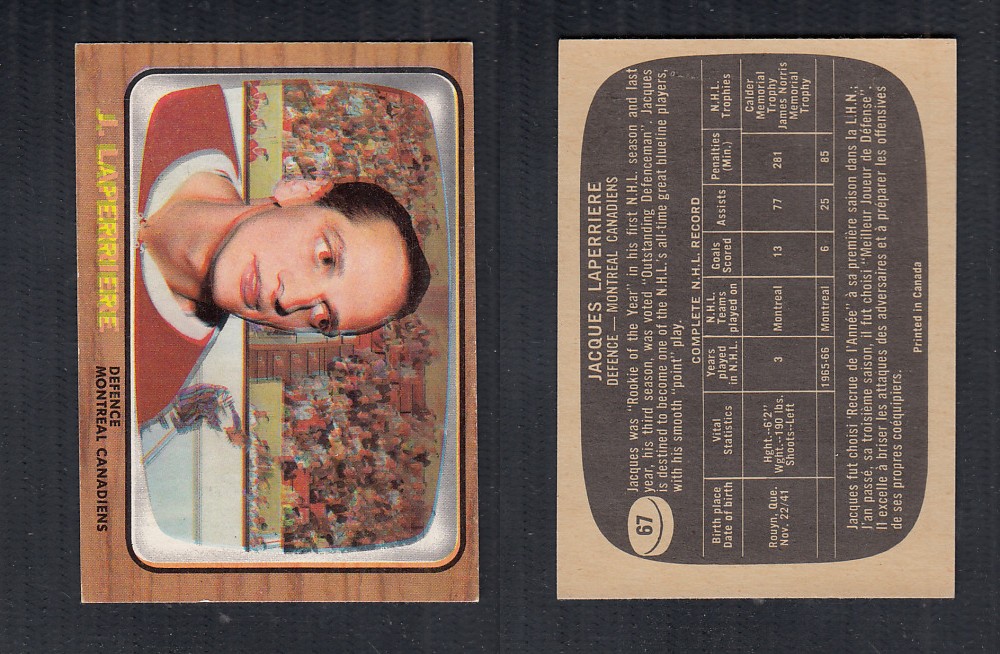 J. LAPERRIERE
DEFENCE
MONTREAL CANADIENS
67
JACQUES LAPERRIERE
DEFENCE — MONTREAL CANADIENS
Jacques was "Rookie of the Year" in his first N.H.L. season and last
year, his third season, was voted "Outstanding Defenceman". Jacques
is destined to become one of the N.H.L.'s all-time great blueline players,
with his smooth "point" play.
COMPLETE N.H.L. RECORD
Birth place Date of birth | Vital Statistics | Years played in N.H.L. | N.H.L. Teams played on | Goals Scored | Assists | Penalties (Min.) | N.H.L. Trophies
Rouyn, Que. Nov. 22/41 | Hght.--6'2" Wght.-190 lbs. Shoots--Left | 3 | Montreal | 13 | 77 | 281 | Calder Memorial Trophy James Norris Memorial Trophy
1965-66 | Montreal | 6 | 25 | 85
Jacques fut choisi 'Recrue de l'Année' à sa première saison dans la L.H.N.;
l'an passé, sa troisième saison, il fut choisi "Meilleur Joueur de Défense".
Il excelle à briser les attaques des adversaires et à préparer les offensives
de ses propres coéquipiers.
Printed in Canada